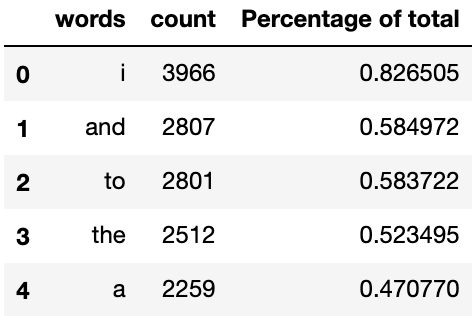 words count Percentage of total
0 i 3966 0.826505
1 and 2807 0.584972
2 to 2801 0.583722
3 the 2512 0.523495
4 a 2259 0.470770